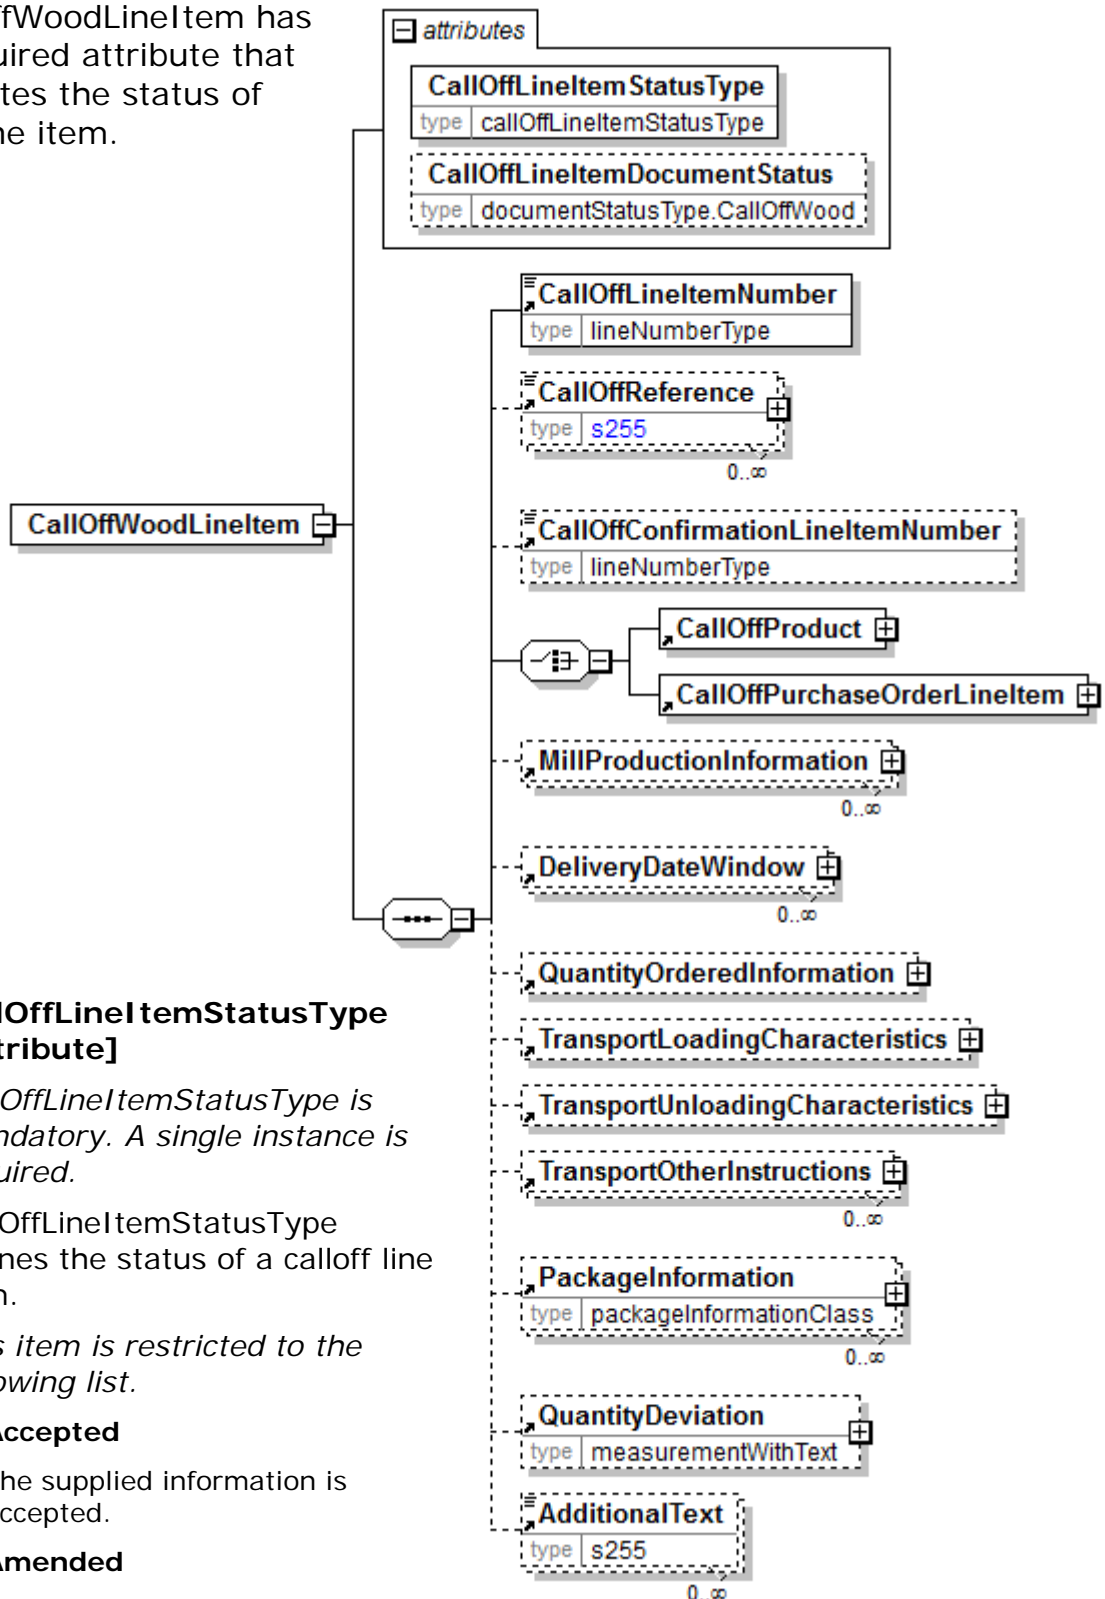 ffWoodLineItem has
uired attribute that
tes the status of
ne item.
attributes
CallOffLineItemStatusType
type callOffLineItemStatusType
CallOffLineItemDocumentStatus
type documentStatusType.CallOffWood
CallOffLineItemNumber
type lineNumberType
CallOffReference
type s255
0..∞
CallOffWoodLineItem
CallOffConfirmationLineItemNumber
type lineNumberType
CallOffProduct
CallOffPurchaseOrderLineItem
MillProductionInformation
0..∞
DeliveryDateWindow
0..∞
QuantityOrderedInformation
TransportLoadingCharacteristics
TransportUnloadingCharacteristics
TransportOtherInstructions
0..∞
PackageInformation
type packageInformationClass
0..∞
QuantityDeviation
type measurementWithText
AdditionalText
type s255
0..∞
lOffLineItemStatusType
tribute]
OffLineItemStatusType is
ndatory. A single instance is
uired.
OffLineItemStatusType
nes the status of a calloff line
n.
s item is restricted to the
owing list.
Accepted
he supplied information is
ccepted.
Amended